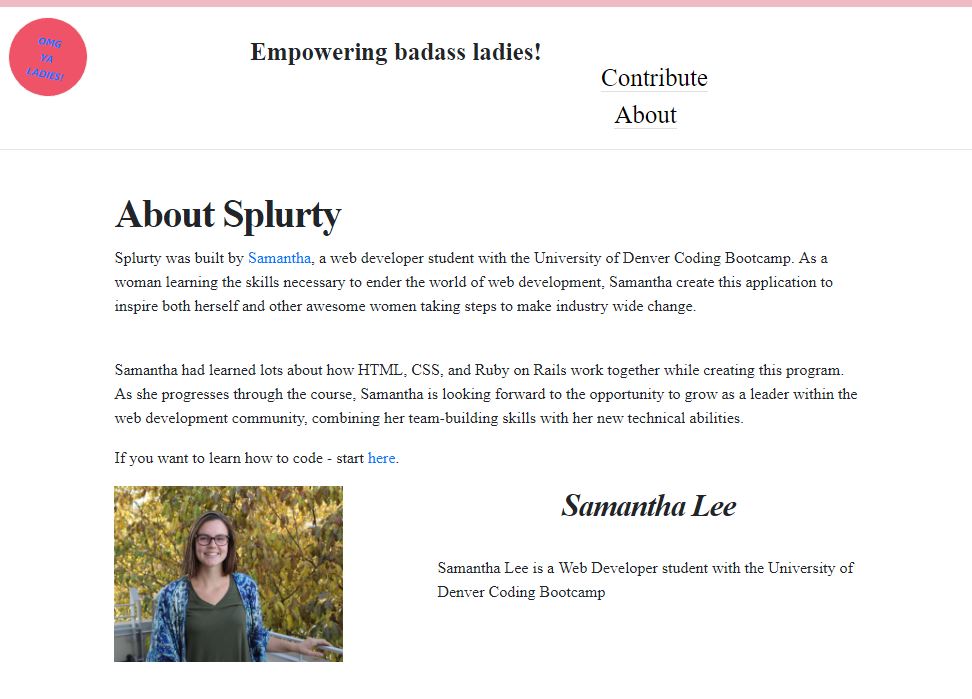 OMG
YA
LADIES!
Empowering badass ladies!
Contribute
About
About Splurty
Splurty was built by Samantha, a web developer student with the University of Denver Coding Bootcamp. As a
woman learning the skills necessary to ender the world of web development, Samantha create this application to
inspire both herself and other awesome women taking steps to make industry wide change.
Samantha had learned lots about how HTML, CSS, and Ruby on Rails work together while creating this program.
As she progresses through the course, Samantha is looking forward to the opportunity to grow as a leader within the
web development community, combining her team-building skills with her new technical abilities.
If you want to learn how to code - start here.
Samantha Lee
Samantha Lee is a Web Developer student with the University of
Denver Coding Bootcamp